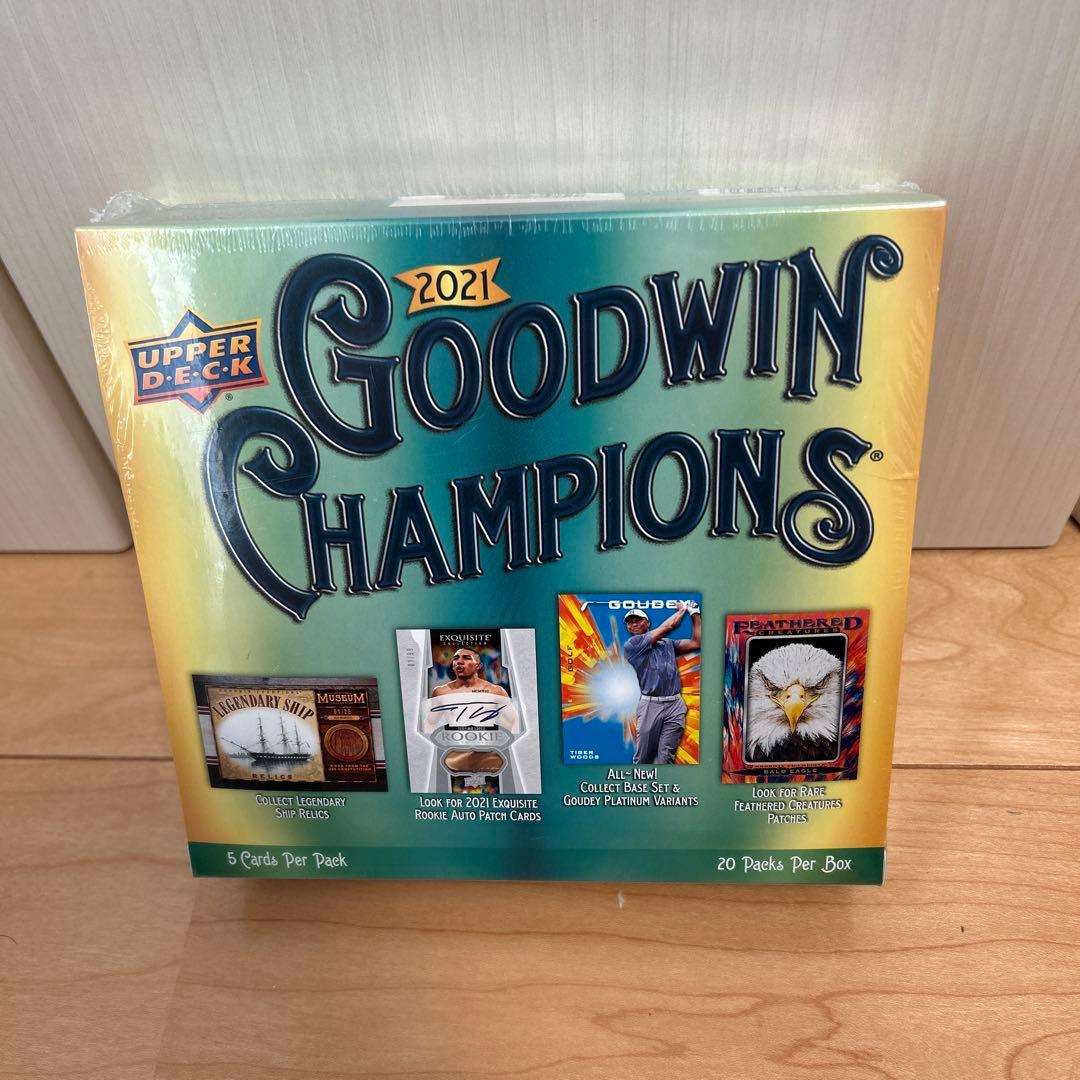 2021
GOODWIN
CHAMPIONS®
UPPER
D·E·C·K
®
LEGENDARY SHIP
RELICS
MUSEUM
COLLECT LEGENDARY
SHIP RELICS
EXQUISITE
COLLECTION
ROOKIE
LOOK FOR 2021 EXQUISITE
ROOKIE AUTO PATCH CARDS
GOUDEY
GOLF
TIGER
WOODS
ALL~NEW!
COLLECT BASE SET &
GOUDEY PLATINUM VARIANTS
FEATHERED
CREATURES
BALD EAGLE
LOOK FOR RARE
FEATHERED CREATURES
PATCHES
5 Cards Per Pack
20 Packs Per Box